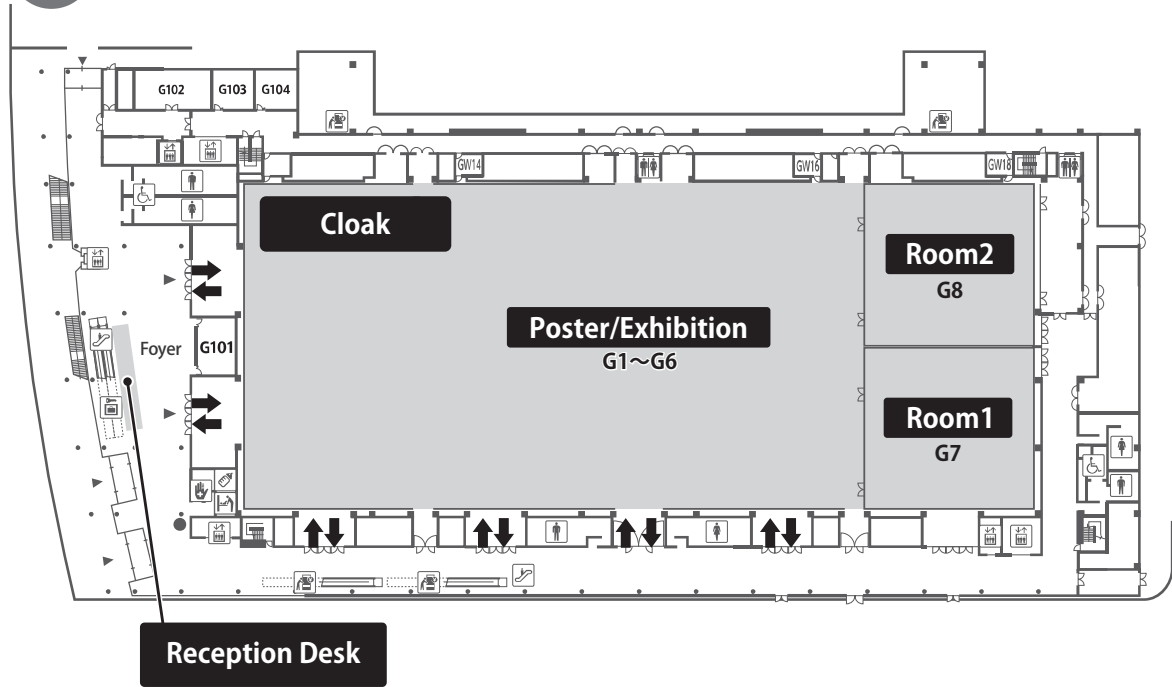 G102
G103
G104
GW14
GW16
GW18
Cloak
Room2
G8
Poster/Exhibition
G1～G6
Foyer
G101
Room1
G7
Reception Desk